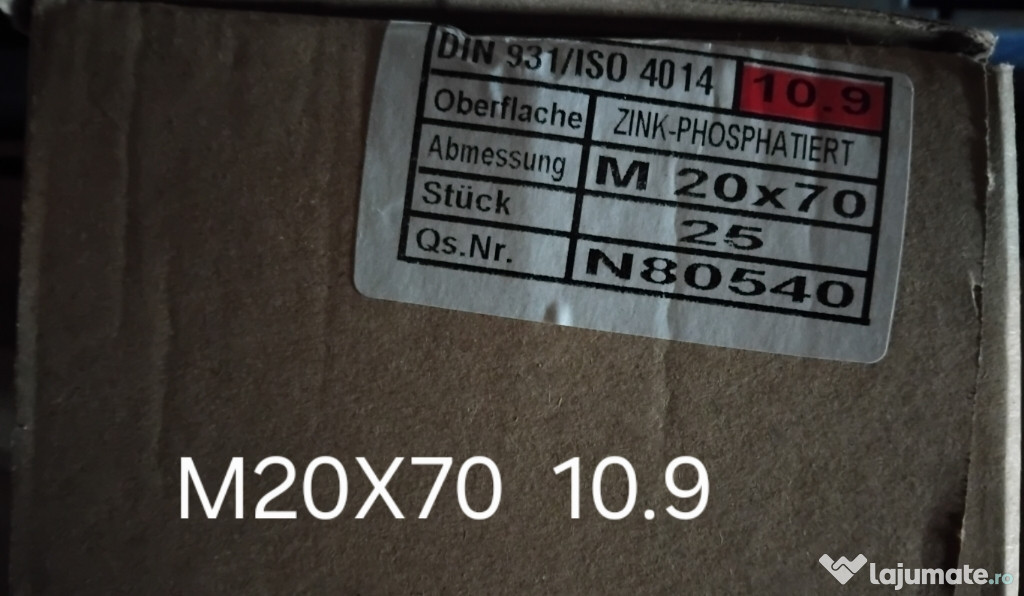 DIN 931/ISO 4014 10.9
Oberflache ZINK-PHOSPHATIERT
Abmessung M 20x70
Stück 25
Qs.Nr. N80540
M20X70 10.9
lajumate.ro